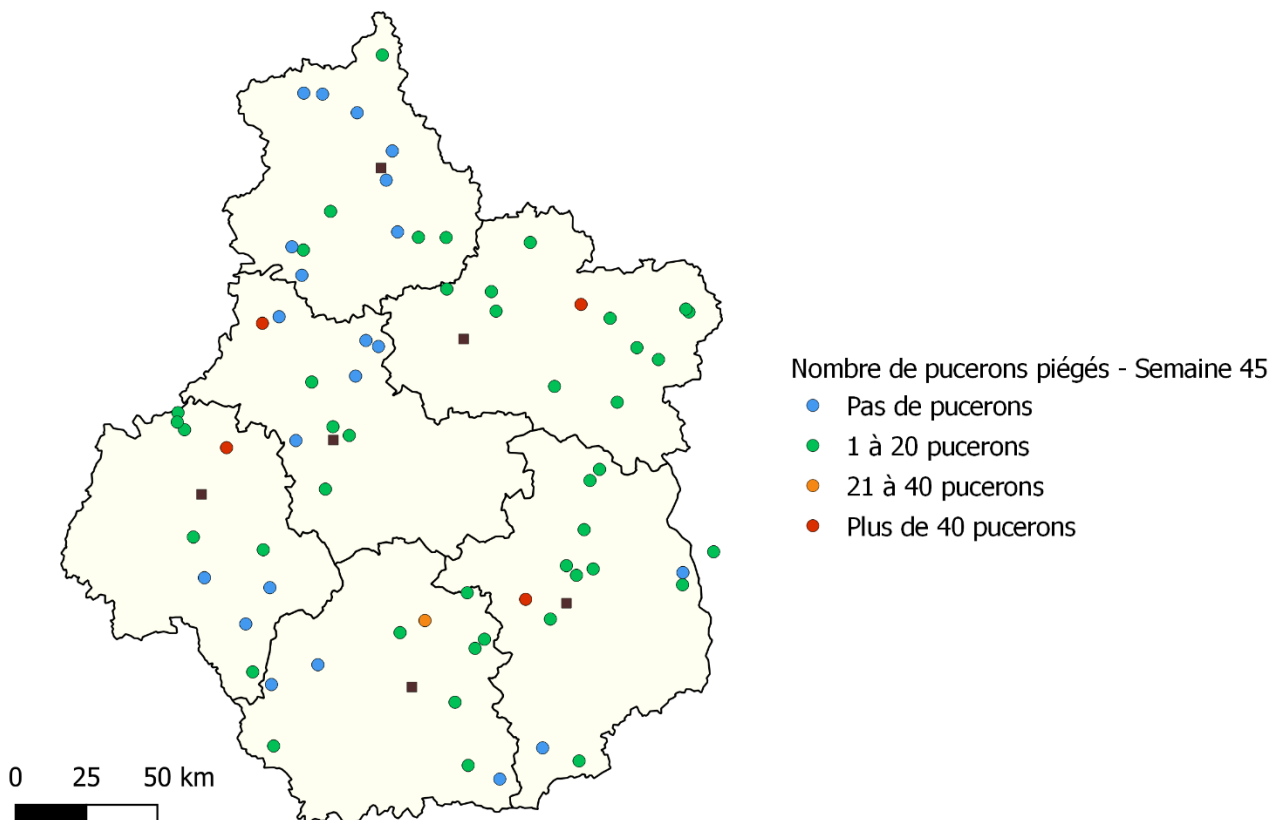 Nombre de pucerons piégés - Semaine 45
Pas de pucerons
1 à 20 pucerons
21 à 40 pucerons
Plus de 40 pucerons
0 25 50 km